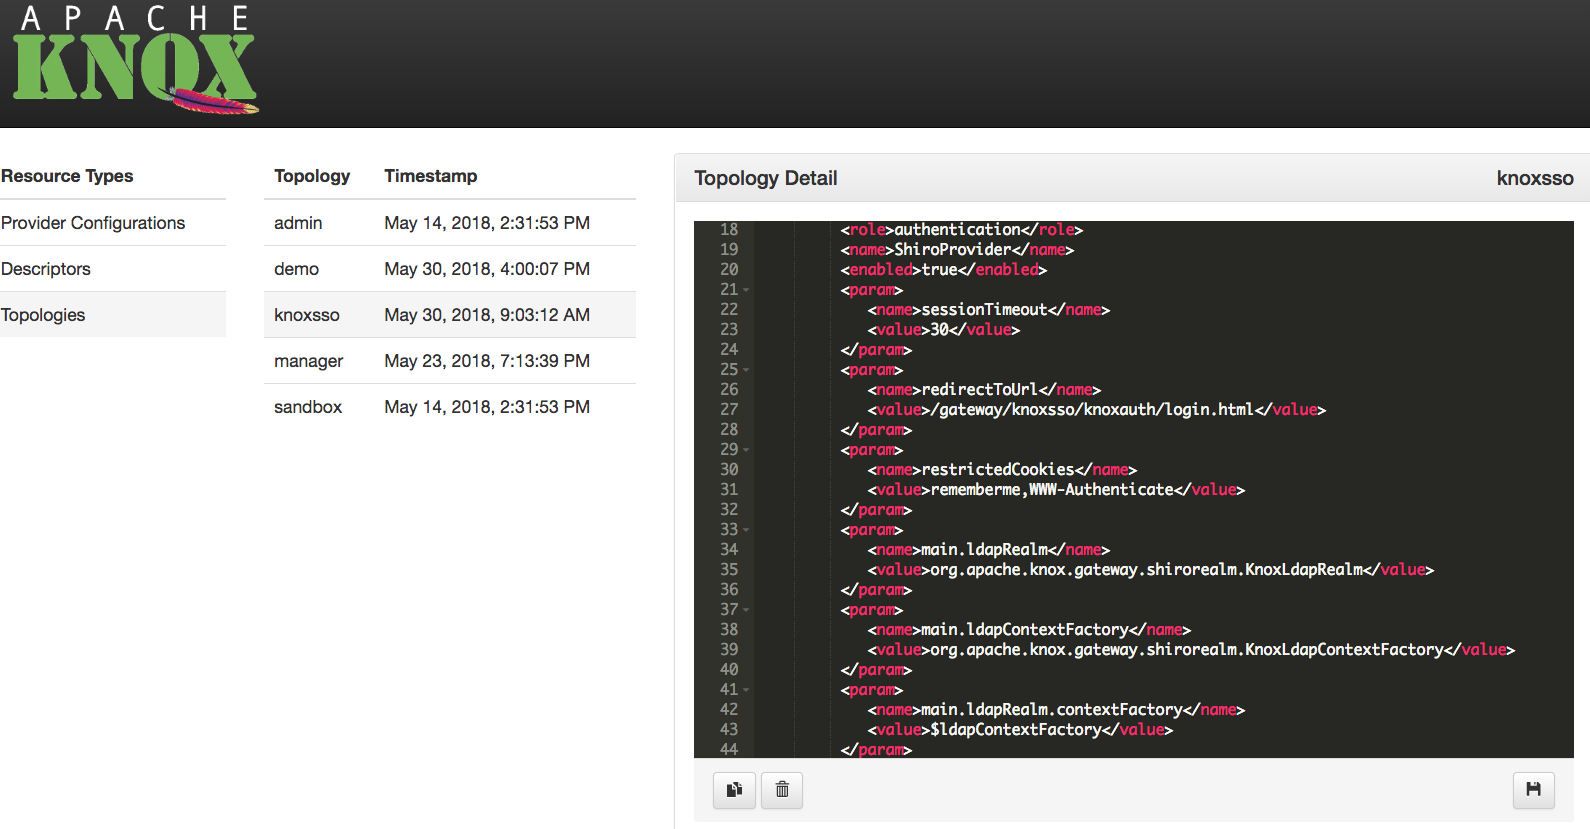 APACHE
KNOX
Resource Types
Provider Configurations
Descriptors
Topologies
Topology Timestamp
admin May 14, 2018, 2:31:53 PM
demo May 30, 2018, 4:00:07 PM
knoxsso May 30, 2018, 9:03:12 AM
manager May 23, 2018, 7:13:39 PM
sandbox May 14, 2018, 2:31:53 PM
Topology Detail knoxsso
18 <role>authentication</role>
19 <name>ShiroProvider</name>
20 <enabled>true</enabled>
21 <param>
22 <name>sessionTimeout</name>
23 <value>30</value>
24 </param>
25 <param>
26 <name>redirectToUrl</name>
27 <value>/gateway/knoxsso/knoxauth/login.html</value>
28 </param>
29 <param>
30 <name>restrictedCookies</name>
31 <value>rememberme,WWW-Authenticate</value>
32 </param>
33 <param>
34 <name>main.ldapRealm</name>
35 <value>org.apache.knox.gateway.shirorealm.KnoxLdapRealm</value>
36 </param>
37 <param>
38 <name>main.ldapContextFactory</name>
39 <value>org.apache.knox.gateway.shirorealm.KnoxLdapContextFactory</value>
40 </param>
41 <param>
42 <name>main.ldapRealm.contextFactory</name>
43 <value>$ldapContextFactory</value>
44 </param>